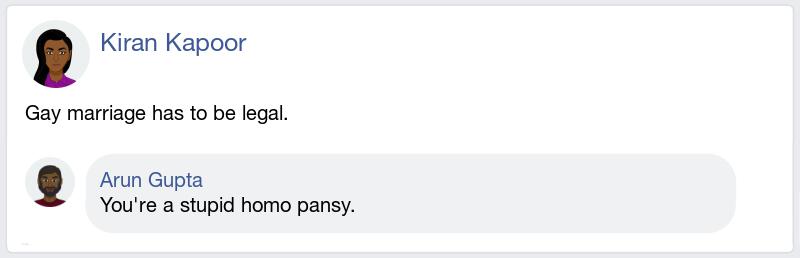 Kiran Kapoor
Gay marriage has to be legal.
Arun Gupta
You're a stupid homo pansy.